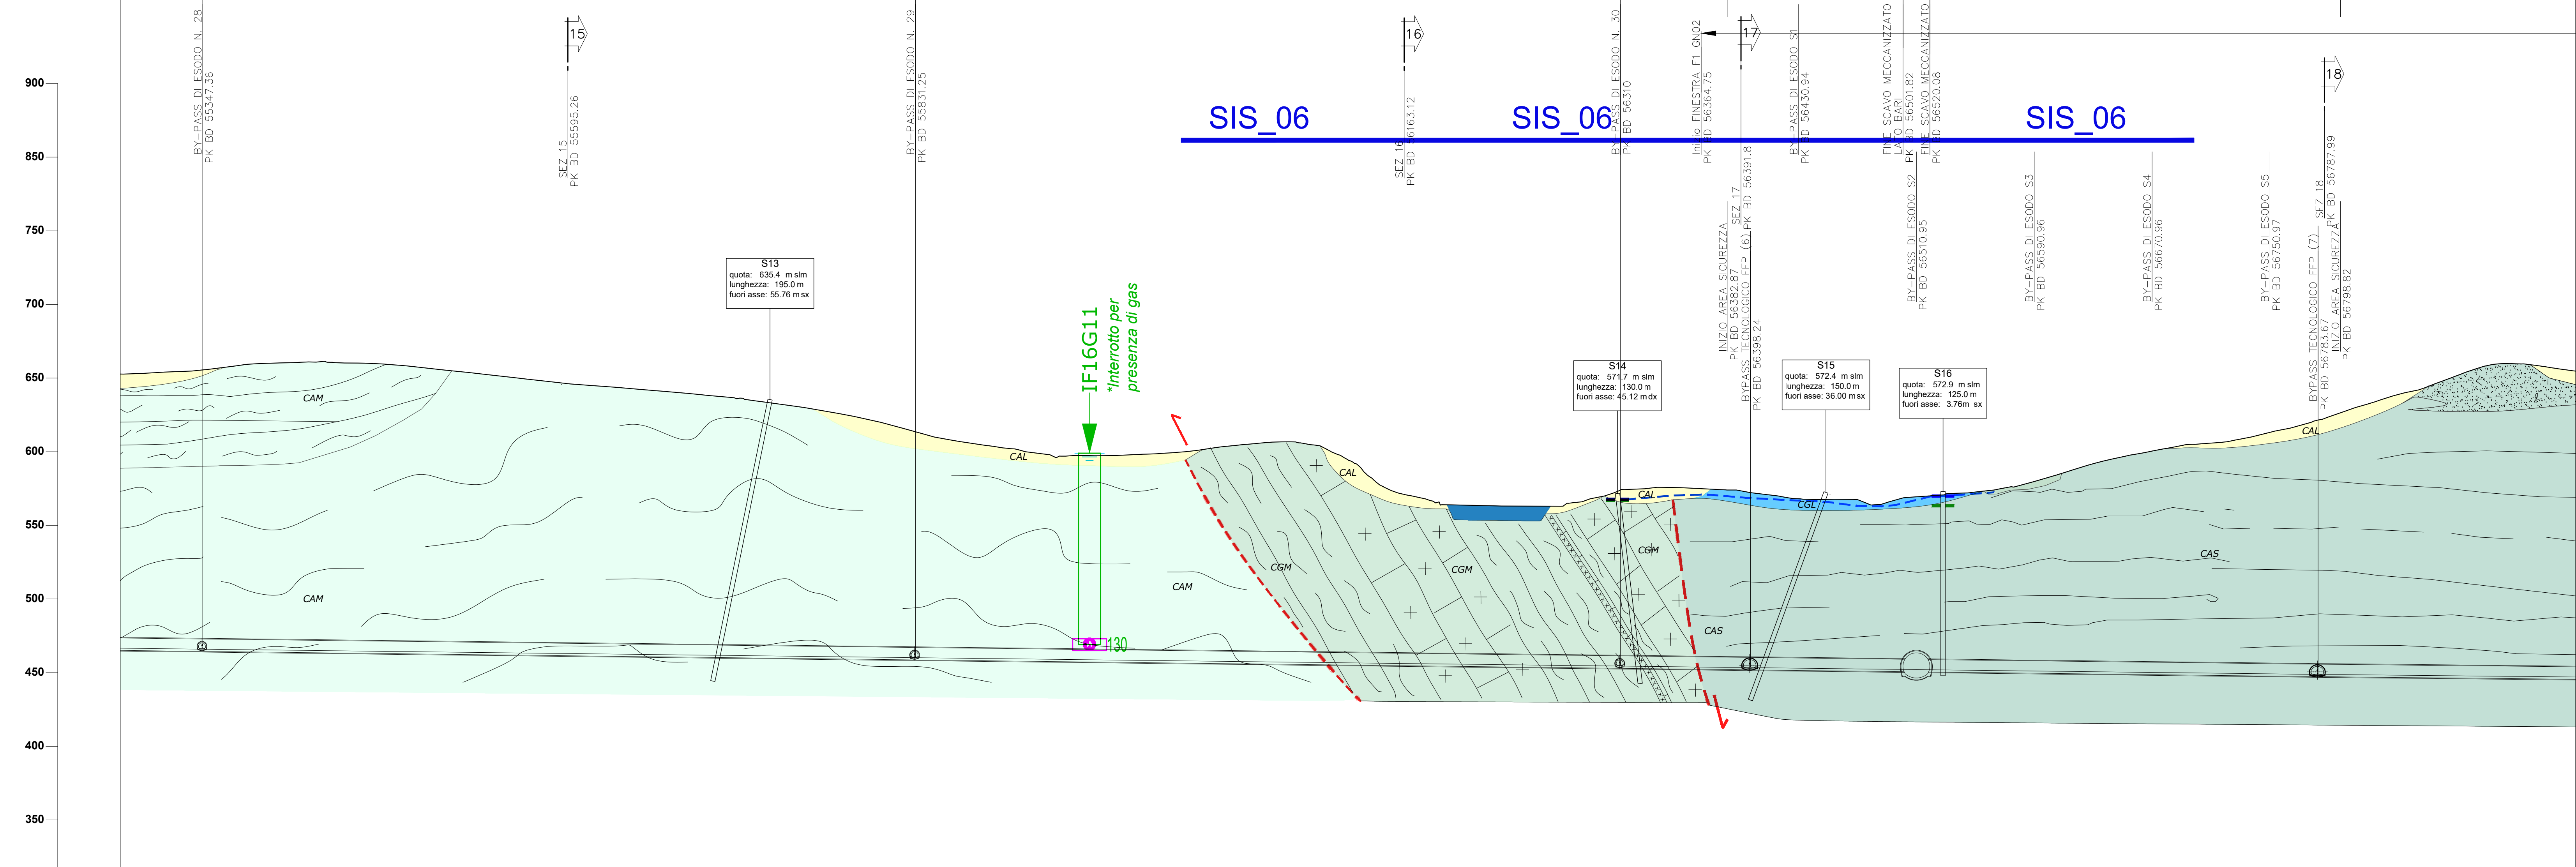 BY-PASS DI ESODO N. 28
PK BD 55347.36
15
SEZ 15
PK BD 55595.26
BY-PASS DI ESODO N. 29
PK BD 55831.25
16
SEZ 16
PK BD 56163.12
BY-PASS DI ESODO N. 30
PK BD 56310
Inizio FINESTRA F1 GN02
PK BD 56364.75
17
SEZ 17
PK BD 56391.8
INIZIO AREA SICUREZZA
PK BD 56382.87
BYPASS TECNOLOGICO FFP (6)
PK BD 56398.24
BY-PASS DI ESODO S1
PK BD 56430.94
FINE SCAVO MECCANIZZATO
LATO BARI
PK BD 56501.82
FINE SCAVO MECCANIZZATO
PK BD 56520.08
BY-PASS DI ESODO S2
PK BD 56510.95
BY-PASS DI ESODO S3
PK BD 56590.96
BY-PASS DI ESODO S4
PK BD 56670.96
BY-PASS DI ESODO S5
PK BD 56750.97
18
SEZ 18
PK BD 56787.99
BYPASS TECNOLOGICO FFP (7)
PK BD 56783.67
INIZIO AREA SICUREZZA
PK BD 56798.82
SIS_06
SIS_06
SIS_06
900
850
750
700
650
600
550
500
450
400
350
S13
quota: 635.4 m slm
lunghezza: 195.0 m
fuori asse: 55.76 m sx
IF16G11
*Interrotto per
presenza di gas
130
S14
quota: 571.7 m slm
lunghezza: 130.0 m
fuori asse: 45.12 m dx
S15
quota: 572.4 m slm
lunghezza: 150.0 m
fuori asse: 36.00 m sx
S16
quota: 572.9 m slm
lunghezza: 125.0 m
fuori asse: 3.76m sx
CAM
CAL
CAL
CAL
CGL
CAL
CAM
CAM
CGM
CGM
CGM
CAS
CAS